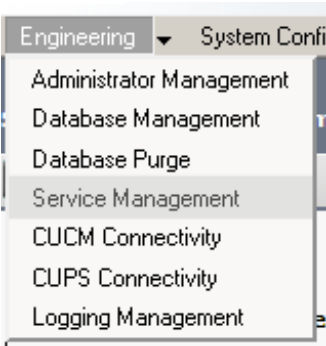 Engineering System Confi
Administrator Management
Database Management
Database Purge
Service Management
CUCM Connectivity
CUPS Connectivity
Logging Management